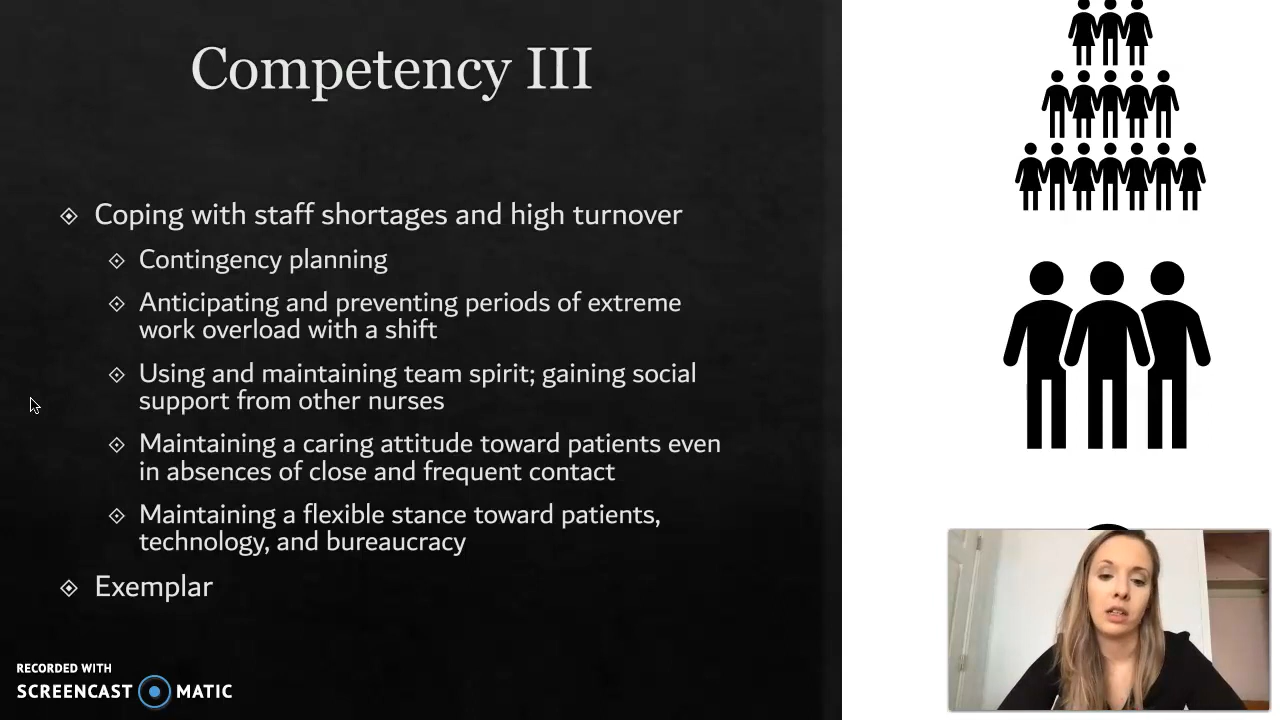 Competency III
Coping with staff shortages and high turnover
Contingency planning
Anticipating and preventing periods of extreme
work overload with a shift
Using and maintaining team spirit; gaining social
support from other nurses
Maintaining a caring attitude toward patients even
in absences of close and frequent contact
Maintaining a flexible stance toward patients,
technology, and bureaucracy
Exemplar
RECORDED WITH
SCREENCAST MATIC